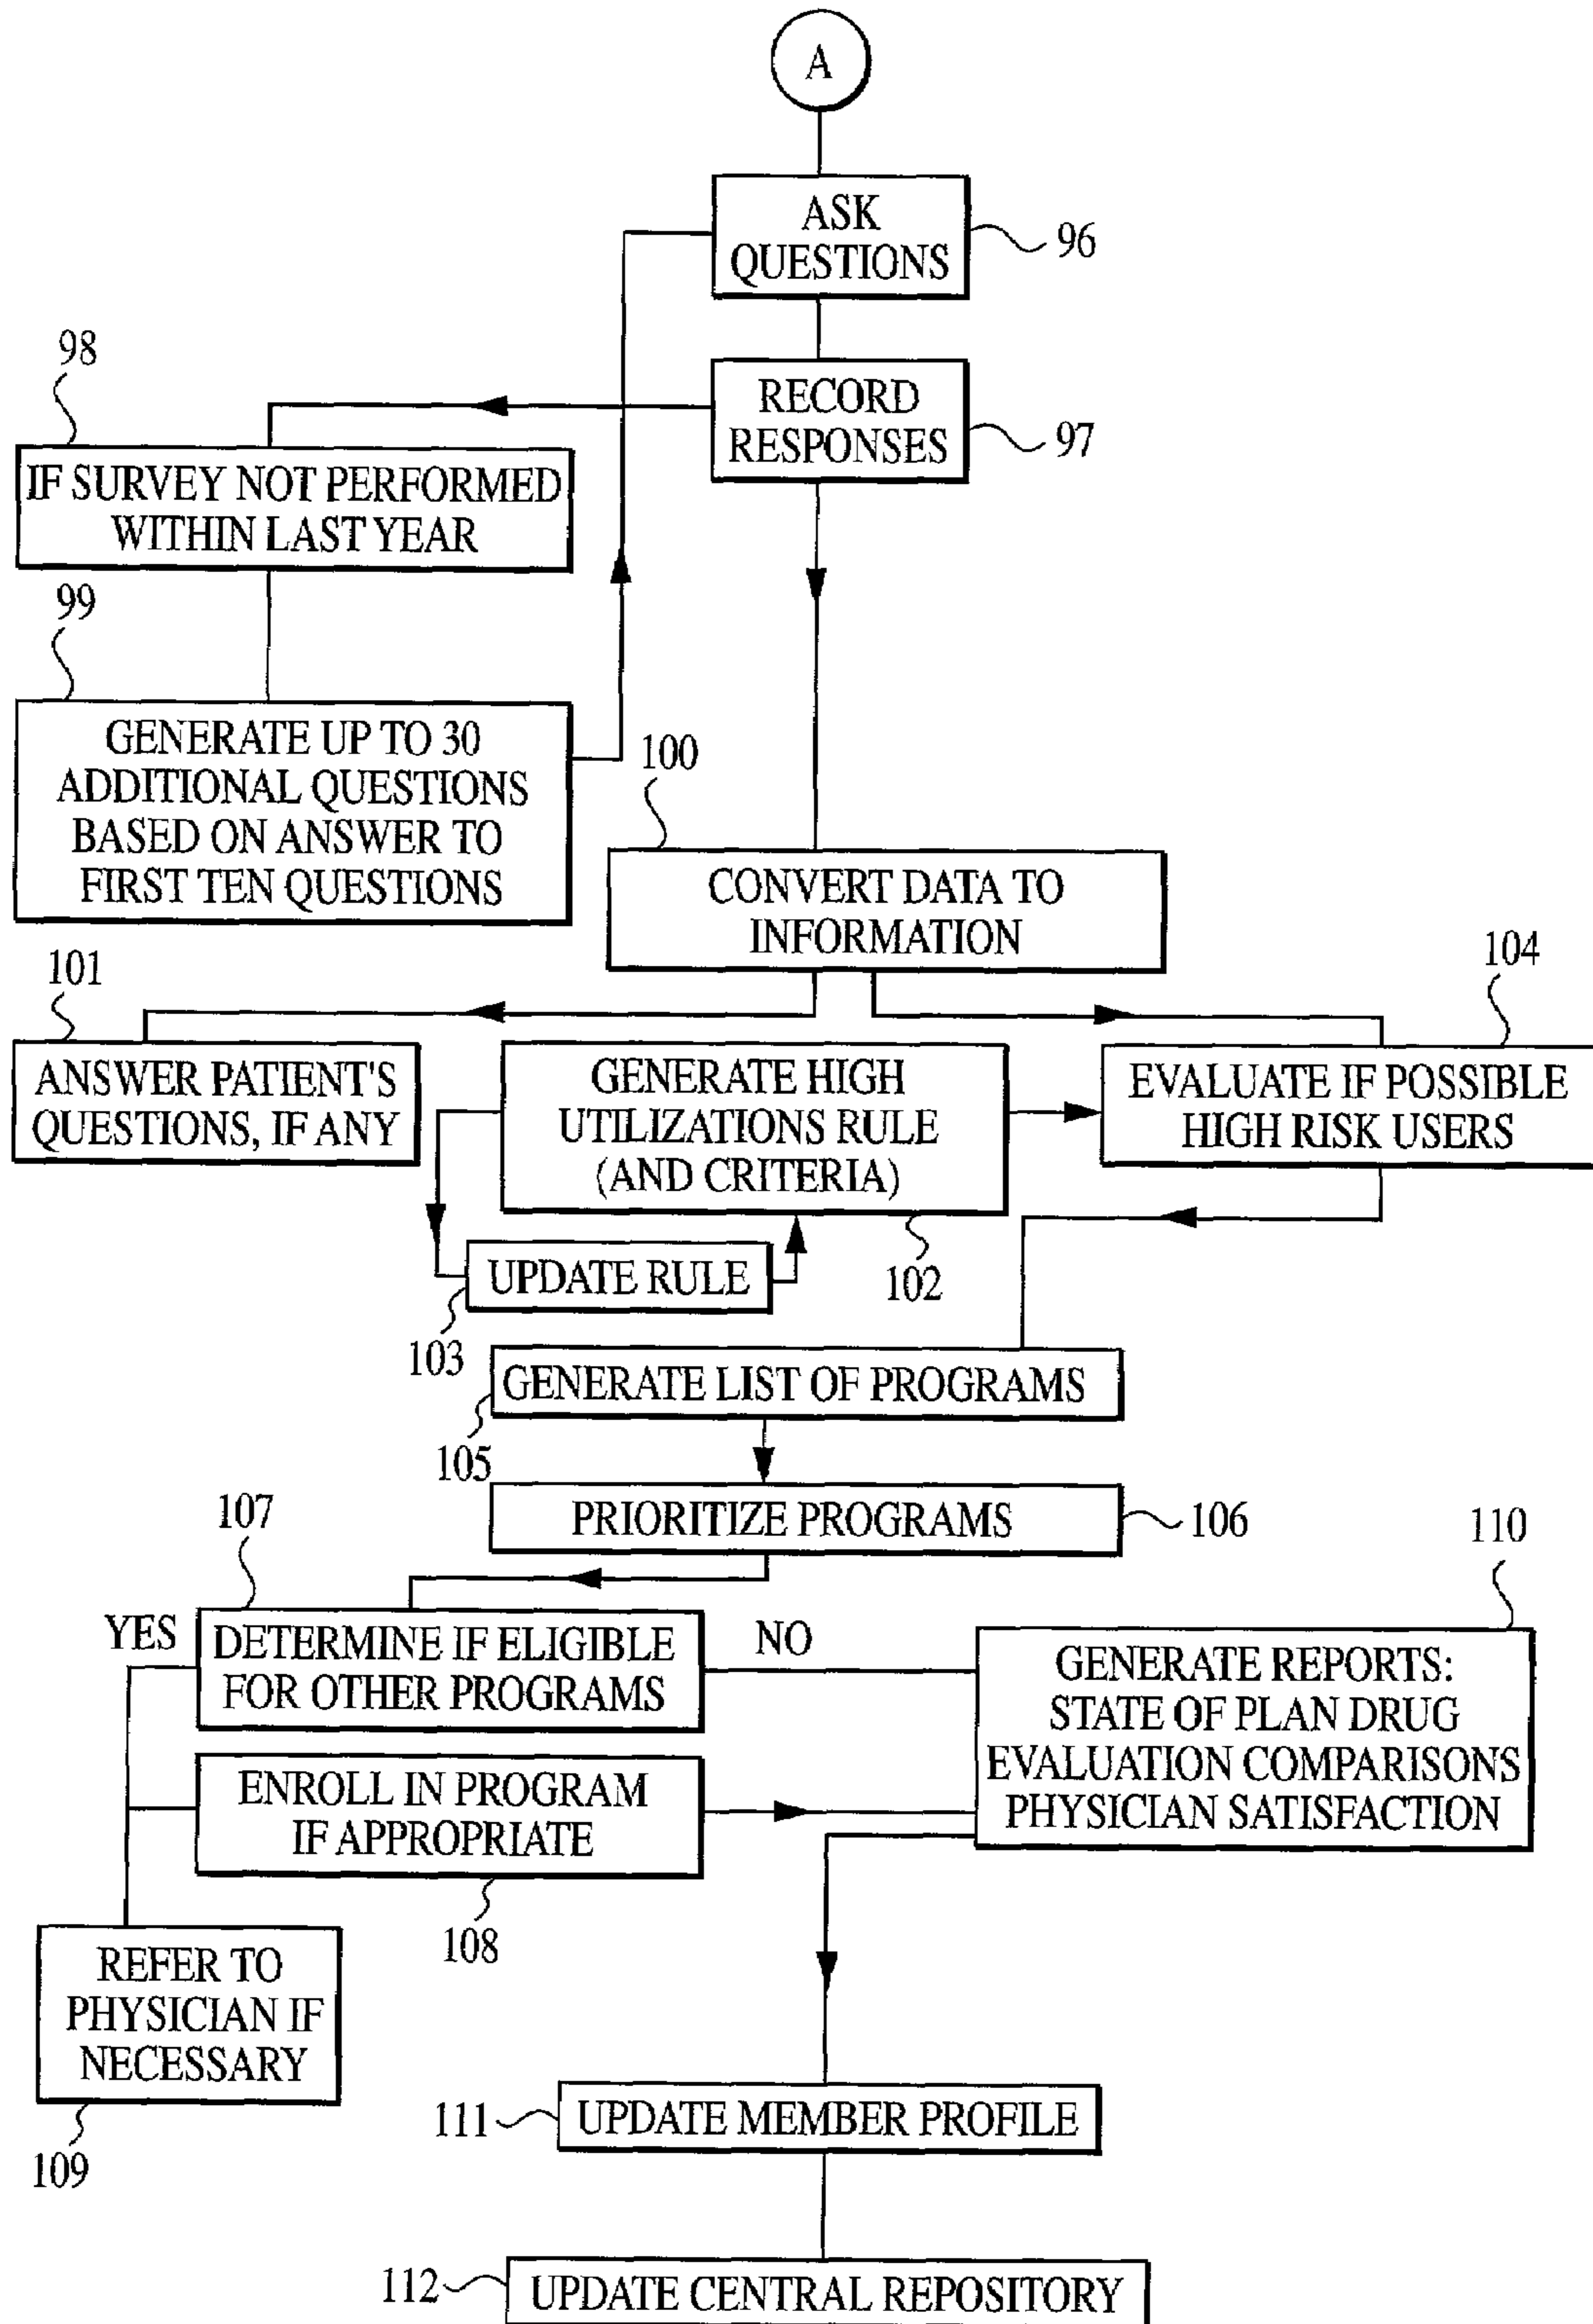 A
ASK
QUESTIONS
96
RECORD
RESPONSES
97
98
IF SURVEY NOT PERFORMED
WITHIN LAST YEAR
99
GENERATE UP TO 30
ADDITIONAL QUESTIONS
BASED ON ANSWER TO
FIRST TEN QUESTIONS
100
CONVERT DATA TO
INFORMATION
101
ANSWER PATIENT'S
QUESTIONS, IF ANY
GENERATE HIGH
UTILIZATIONS RULE
(AND CRITERIA)
102
104
EVALUATE IF POSSIBLE
HIGH RISK USERS
UPDATE RULE
103
GENERATE LIST OF PROGRAMS
105
PRIORITIZE PROGRAMS
106
107
YES
DETERMINE IF ELIGIBLE
FOR OTHER PROGRAMS
NO
110
GENERATE REPORTS:
STATE OF PLAN DRUG
EVALUATION COMPARISONS
PHYSICIAN SATISFACTION
ENROLL IN PROGRAM
IF APPROPRIATE
108
REFER TO
PHYSICIAN IF
NECESSARY
109
111
UPDATE MEMBER PROFILE
112
UPDATE CENTRAL REPOSITORY